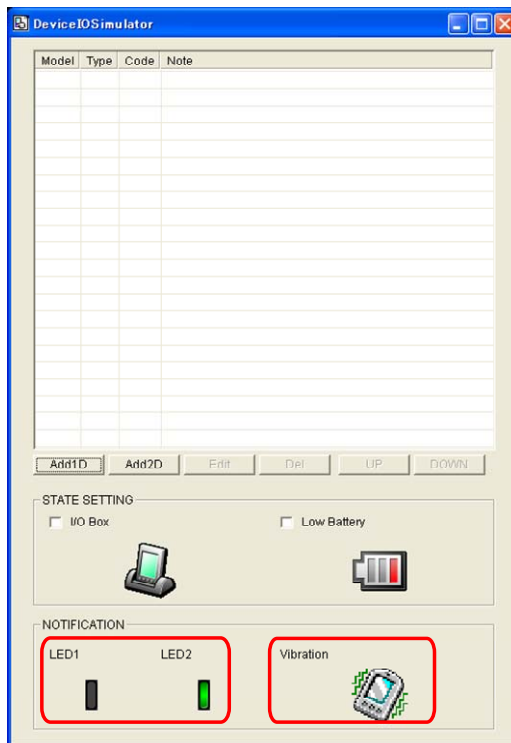 DeviceIOSimulator
Model Type Code Note
Add1D Add2D Edit Del UP DOWN
STATE SETTING
I/O Box Low Battery
NOTIFICATION
LED1 LED2 Vibration